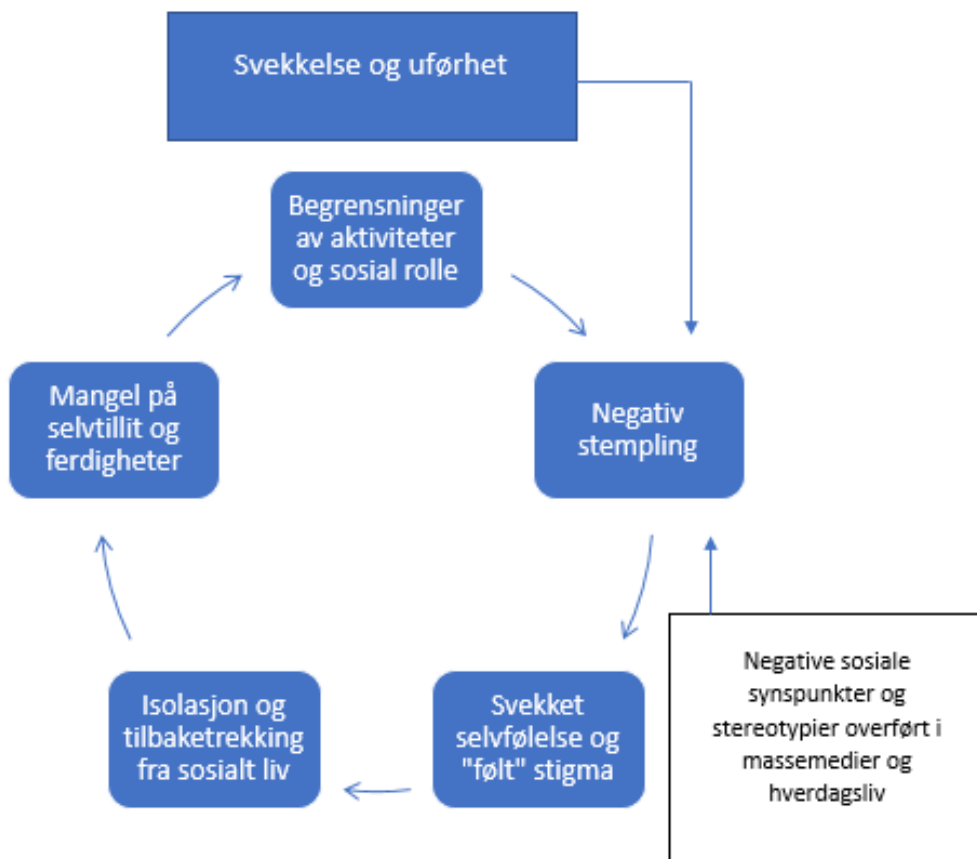 Svekkelse og uførhet
Begrensninger
av aktiviteter
og sosial rolle
Negativ
stempling
Negative sosiale
synspunkter og
stereotypier overført i
massemedier og
hverdagsliv
Svekket
selvfølelse og
"følt" stigma
Isolasjon og
tilbaketrekking
fra sosialt liv
Mangel på
selvtillit og
ferdigheter